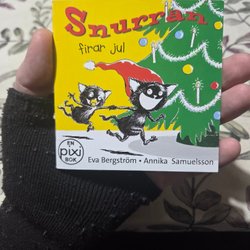 Snurran
firar jul
EN
pixi
BOK
Eva Bergström • Annika Samuelsson